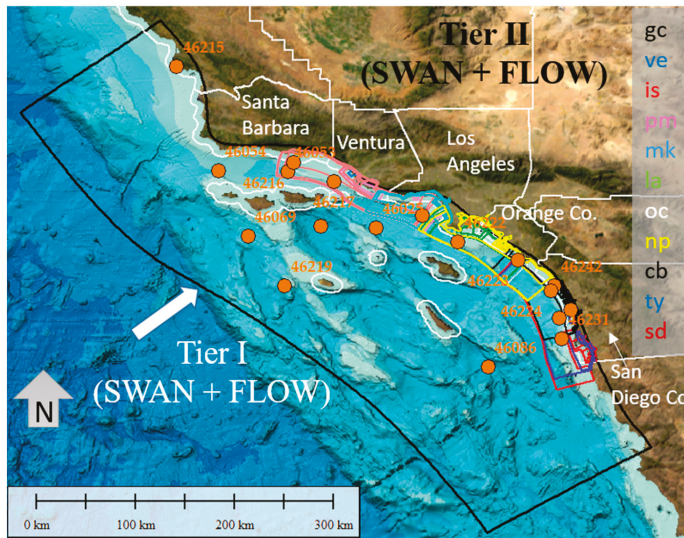 46215
Tier II
(SWAN + FLOW)
gc
ve
is
pm
mk
la
oc
np
cb
ty
sd
Santa
Barbara
Ventura
Los
Angeles
Orange Co.
46054
46053
46216
46217
46069
46219
46242
46224
46231
46086
San
Diego Co
Tier I
(SWAN + FLOW)
N
0 km
100 km
200 km
300 km